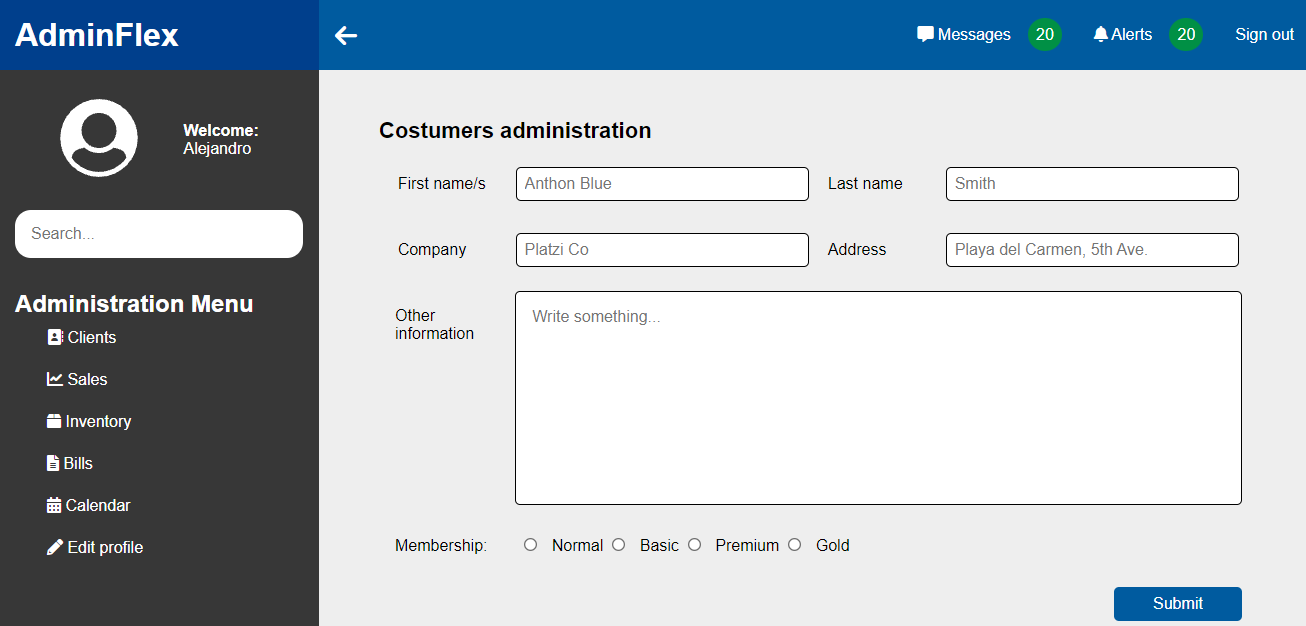 AdminFlex
Messages 20 Alerts 20 Sign out
Welcome:
Alejandro
Search...
Administration Menu
Clients
Sales
Inventory
Bills
Calendar
Edit profile
Costumers administration
First name/s Anthon Blue Last name Smith
Company Platzi Co Address Playa del Carmen, 5th Ave.
Other
information
Write something...
Membership: Normal Basic Premium Gold
Submit